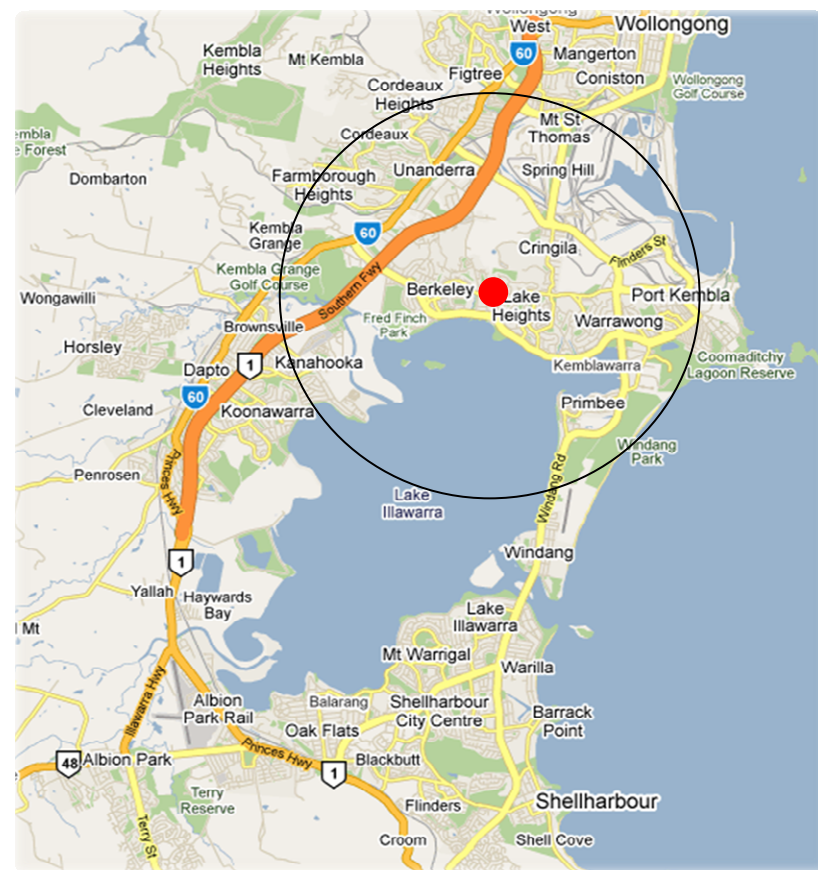 Wollongong
West
Wollongong
60
Kembla
Heights
Mt Kembla
Mangerton
Figtree
Coniston
Cordeaux
Heights
Wollongong
Golf Course
Mt St
Thomas
embla
e Forest
Cordeaux
Dombarton
Farmborough
Heights
Unanderra
Spring Hill
Kembla
Grange
60
Cringila
Flinders St
Kembla Grange
Golf Course
Southern Fwy
Wongawilli
Berkeley
Lake
Heights
Port Kembla
Brownsville
Fred Finch
Park
Warrawong
Horsley
Dapto
1
Kanahooka
Kemblawarra
Coomaditchy
Lagoon Reserve
60
Cleveland
Koonawarra
Primbee
Windang
Park
Penrosen
Princes Hwy
Windang Rd
Lake
Illawarra
1
Windang
Yallah
Haywards
Bay
Lake
Illawarra
l Mt
Mt Warrigal
Warilla
Illawarra Hwy
Albion
Park Rail
Balarang
Shellharbour
City Centre
Barrack
Point
Oak Flats
48
Albion Park
Princes Hwy
1
Blackbutt
Terry
Reserve
Flinders
Shellharbour
Terry St
Croom
Shell Cove